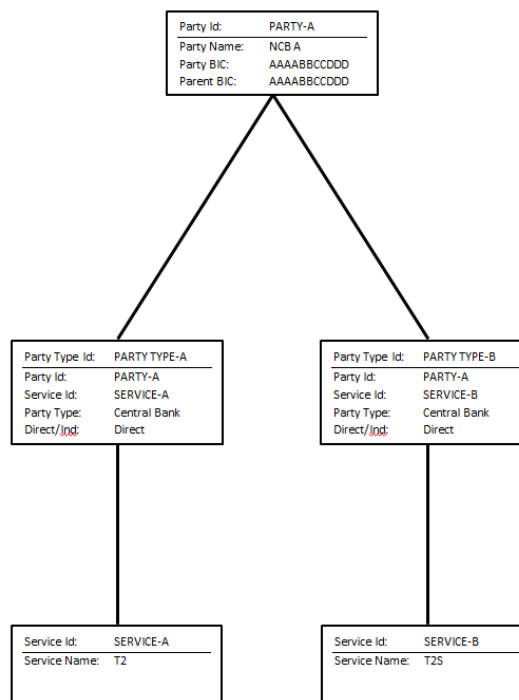 Party Id: PARTY-A
Party Name: NCB A
Party BIC: AAAABBCCDDD
Parent BIC: AAAABBCCDDD
Party Type Id: PARTY TYPE-A
Party Id: PARTY-A
Service Id: SERVICE-A
Party Type: Central Bank
Direct/Ind: Direct
Party Type Id: PARTY TYPE-B
Party Id: PARTY-A
Service Id: SERVICE-B
Party Type: Central Bank
Direct/Ind: Direct
Service Id: SERVICE-A
Service Name: T2
Service Id: SERVICE-B
Service Name: T2S